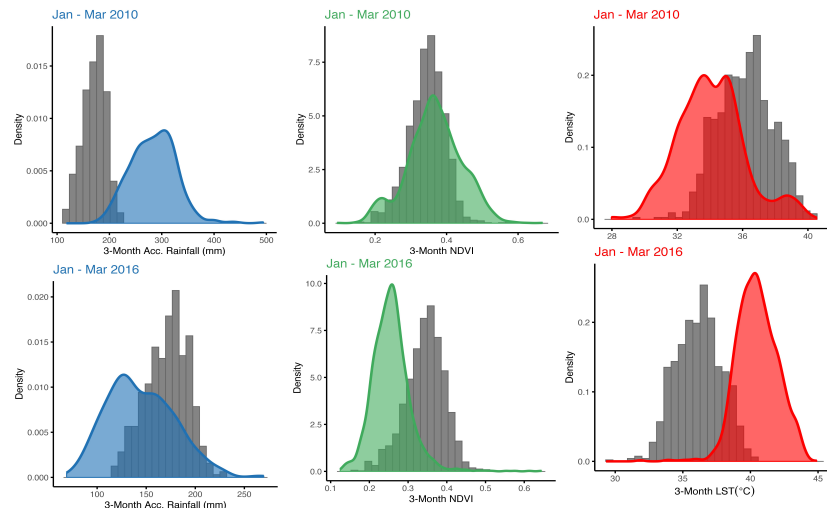 Jan - Mar 2010
Density
0.015
0.010
0.005
0.000
100 200 300 400 500
3-Month Acc. Rainfall (mm)
Jan - Mar 2010
Density
7.5
5.0
2.5
0.0
0.2 0.4 0.6
3-Month NDVI
Jan - Mar 2010
Density
0.2
0.1
0.0
28 32 36 40
Jan - Mar 2016
Density
0.020
0.015
0.010
0.005
0.000
100 150 200 250
3-Month Acc. Rainfall (mm)
Jan - Mar 2016
Density
10.0
7.5
5.0
2.5
0.0
0.1 0.2 0.3 0.4 0.5 0.6
3-Month NDVI
Jan - Mar 2016
Density
0.2
0.1
0.0
30 35 40 45
3-Month LST(°C)